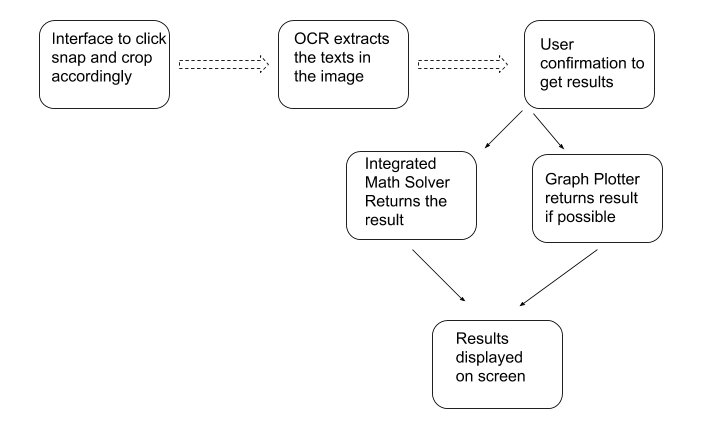 Interface to click
snap and crop
accordingly
OCR extracts
the texts in
the image
User
confirmation to
get results
Integrated
Math Solver
Returns the
result
Graph Plotter
returns result
if possible
Results
displayed
on screen